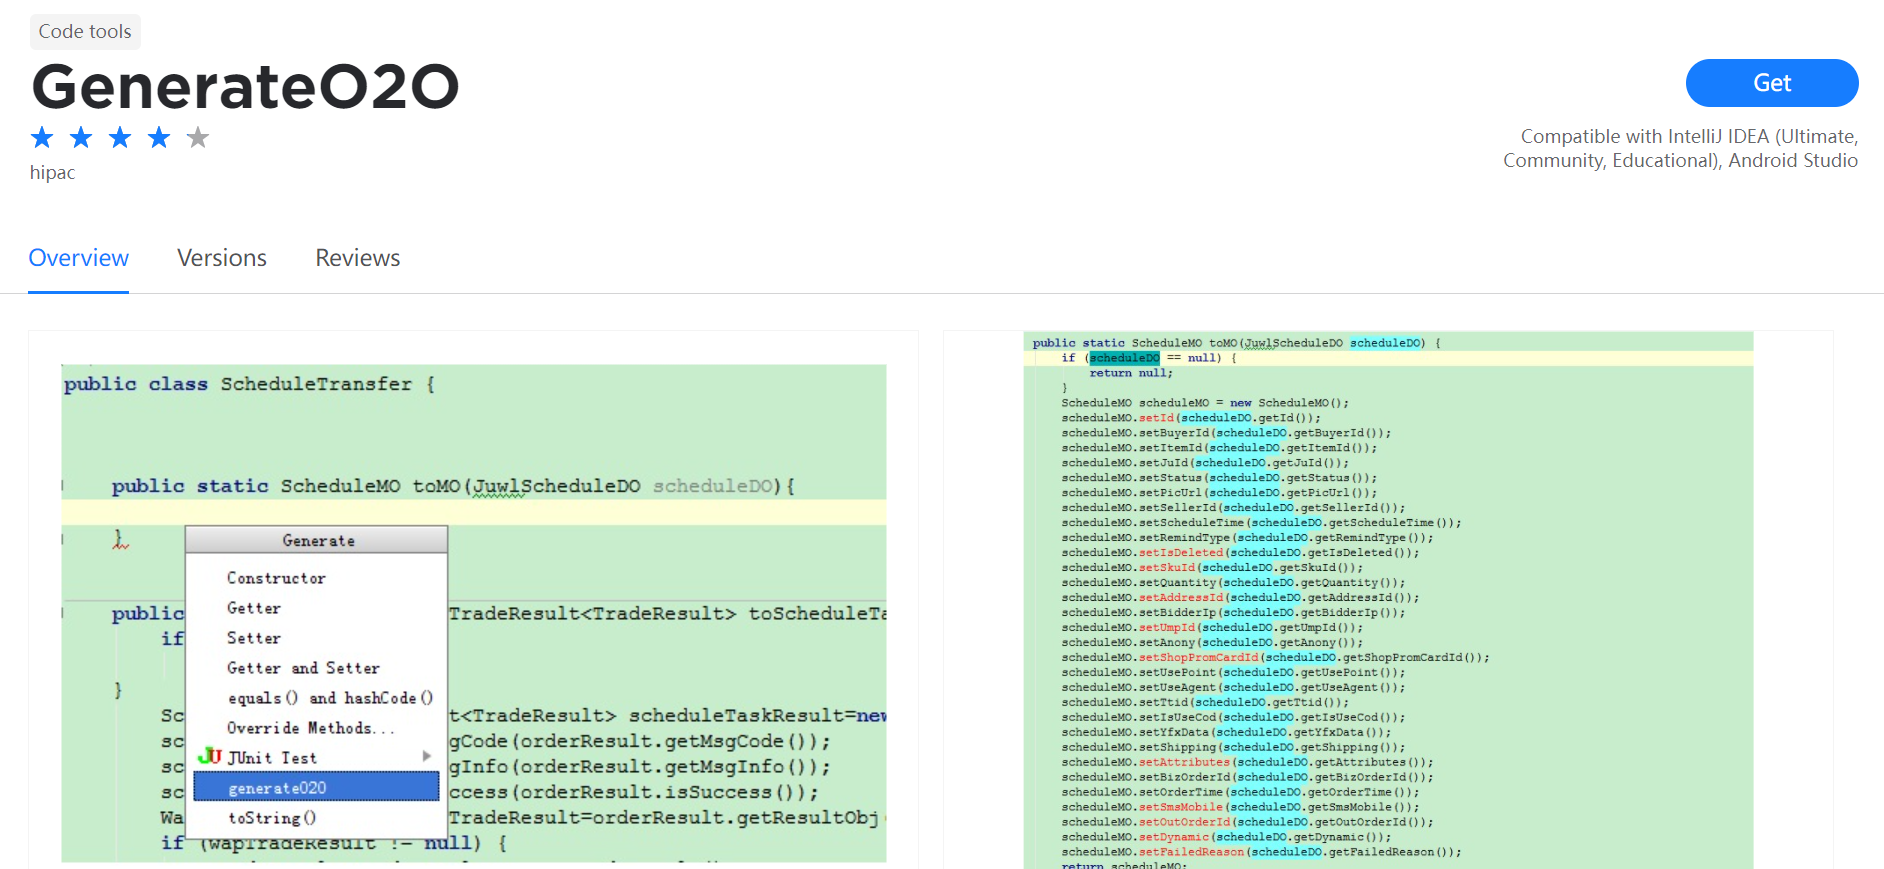 Code tools
GenerateO2O
hipac
Get
Compatible with IntelliJ IDEA (Ultimate,
Community, Educational), Android Studio
Overview
Versions
Reviews
public class ScheduleTransfer {
public static ScheduleMO toMO(JuwlScheduleDO scheduleDO){
}
Generate
Constructor
Getter
Setter
Getter and Setter
equals() and hashCode()
Override Methods...
JU JUnit Test
generateO2O
toString()
public TradeResult<TradeResult> toScheduleTa
if
}
Sc t<TradeResult> scheduleTaskResult=new
sc gCode(orderResult.getMsgCode());
sc gInfo(orderResult.getMsgInfo());
sc ccess(orderResult.isSuccess());
Wa TradeResult=orderResult.getResultObj
if (wapTradeResult != null) {
public static ScheduleMO toMO(JuwlScheduleDO scheduleDO) {
if (scheduleDO == null) {
return null;
}
ScheduleMO scheduleMO = new ScheduleMO();
scheduleMO.setId(scheduleDO.getId());
scheduleMO.setBuyerId(scheduleDO.getBuyerId());
scheduleMO.setItemId(scheduleDO.getItemId());
scheduleMO.setJuId(scheduleDO.getJuId());
scheduleMO.setStatus(scheduleDO.getStatus());
scheduleMO.setPicUrl(scheduleDO.getPicUrl());
scheduleMO.setSellerId(scheduleDO.getSellerId());
scheduleMO.setScheduleTime(scheduleDO.getScheduleTime());
scheduleMO.setRemindType(scheduleDO.getRemindType());
scheduleMO.setIsDeleted(scheduleDO.getIsDeleted());
scheduleMO.setSkuId(scheduleDO.getSkuId());
scheduleMO.setQuantity(scheduleDO.getQuantity());
scheduleMO.setAddressId(scheduleDO.getAddressId());
scheduleMO.setBidderIp(scheduleDO.getBidderIp());
scheduleMO.setUmpId(scheduleDO.getUmpId());
scheduleMO.setAnony(scheduleDO.getAnony());
scheduleMO.setShopPromCardId(scheduleDO.getShopPromCardId());
scheduleMO.setUsePoint(scheduleDO.getUsePoint());
scheduleMO.setUseAgent(scheduleDO.getUseAgent());
scheduleMO.setTtid(scheduleDO.getTtid());
scheduleMO.setIsUseCod(scheduleDO.getIsUseCod());
scheduleMO.setYfxData(scheduleDO.getYfxData());
scheduleMO.setShipping(scheduleDO.getShipping());
scheduleMO.setAttributes(scheduleDO.getAttributes());
scheduleMO.setBizOrderId(scheduleDO.getBizOrderId());
scheduleMO.setOrderTime(scheduleDO.getOrderTime());
scheduleMO.setSmsMobile(scheduleDO.getSmsMobile());
scheduleMO.setOutOrderId(scheduleDO.getOutOrderId());
scheduleMO.setDynamic(scheduleDO.getDynamic());
scheduleMO.setFailedReason(scheduleDO.getFailedReason());
return scheduleMO;